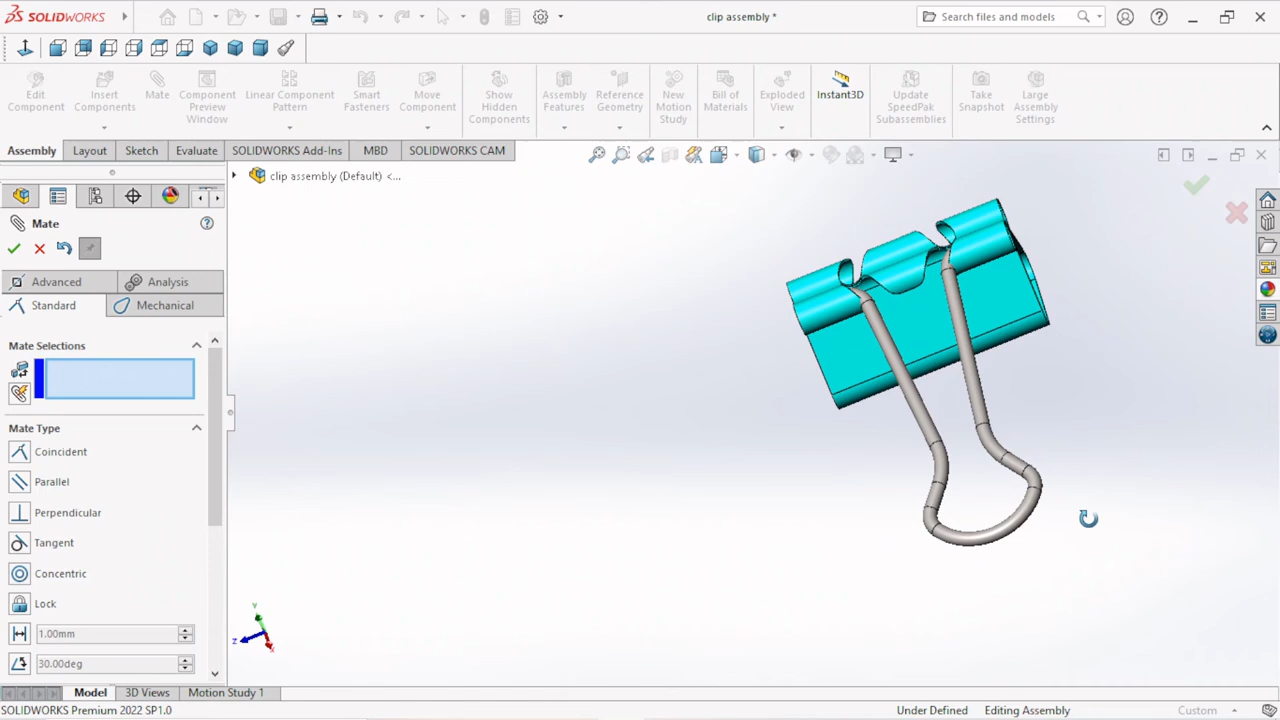 SOLIDWORKS
clip assembly *
Search files and models
Edit
Component
Insert
Components
Mate
Component
Preview
Window
Linear Component
Pattern
Smart
Fasteners
Move
Component
Show
Hidden
Components
Assembly
Features
Reference
Geometry
New
Motion
Study
Bill of
Materials
Exploded
View
Instant3D
Update
SpeedPak
Subassemblies
Take
Snapshot
Large
Assembly
Settings
Assembly
Layout
Sketch
Evaluate
SOLIDWORKS Add-Ins
MBD
SOLIDWORKS CAM
clip assembly (Default) <...
Mate
Advanced
Analysis
Standard
Mechanical
Mate Selections
Mate Type
Coincident
Parallel
Perpendicular
Tangent
Concentric
Lock
1.00mm
30.00deg
Y
Z
X
Model
3D Views
Motion Study 1
SOLIDWORKS Premium 2022 SP1.0
Under Defined
Editing Assembly
Custom